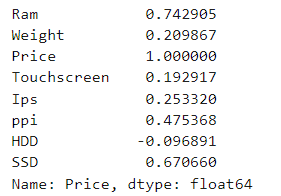 Ram 0.742905
Weight 0.209867
Price 1.000000
Touchscreen 0.192917
Ips 0.253320
ppi 0.475368
HDD -0.096891
SSD 0.670660
Name: Price, dtype: float64